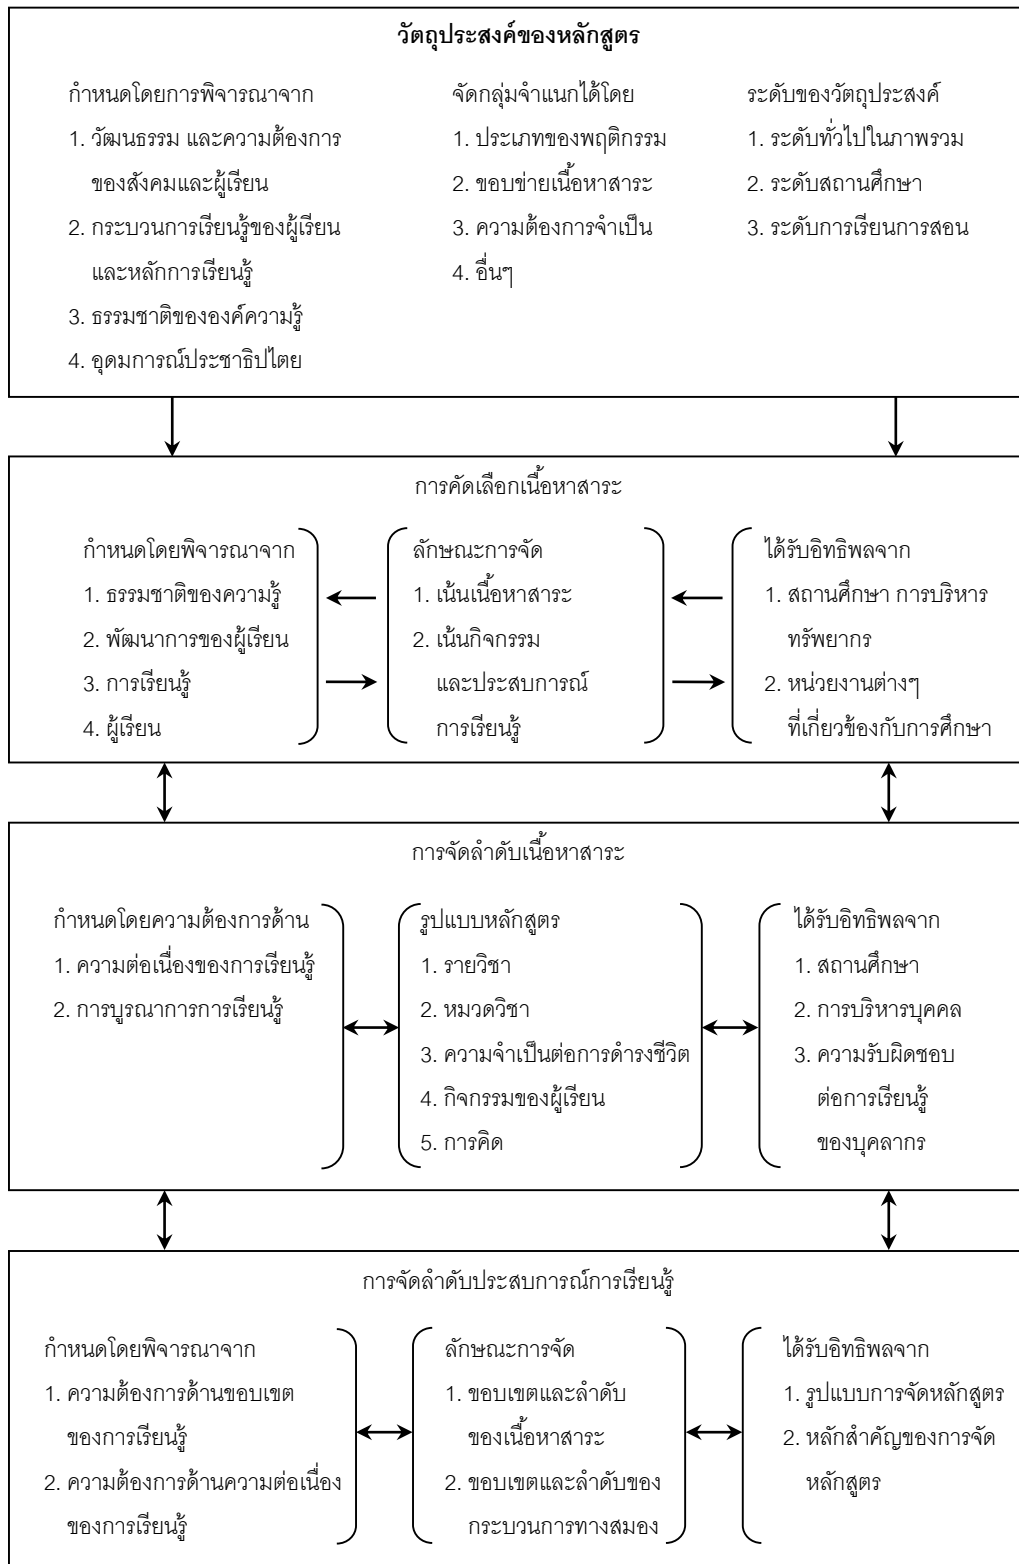 วัตถุประสงค์ของหลักสูตร
กำหนดโดยการพิจารณาจาก
1. วัฒนธรรม และความต้องการ
ของสังคมและผู้เรียน
2. กระบวนการเรียนรู้ของผู้เรียน
และหลักการเรียนรู้
3. ธรรมชาติขององค์ความรู้
4. อุดมการณ์ประชาธิปไตย
จัดกลุ่มจำแนกได้โดย
1. ประเภทของพฤติกรรม
2. ขอบข่ายเนื้อหาสาระ
3. ความต้องการจำเป็น
4. อื่นๆ
ระดับของวัตถุประสงค์
1. ระดับทั่วไปในภาพรวม
2. ระดับสถานศึกษา
3. ระดับการเรียนการสอน
การคัดเลือกเนื้อหาสาระ
กำหนดโดยพิจารณาจาก
1. ธรรมชาติของความรู้
2. พัฒนาการของผู้เรียน
3. การเรียนรู้
4. ผู้เรียน
ลักษณะการจัด
1. เน้นเนื้อหาสาระ
2. เน้นกิจกรรม
และประสบการณ์
การเรียนรู้
ได้รับอิทธิพลจาก
1. สถานศึกษา การบริหาร
ทรัพยากร
2. หน่วยงานต่างๆ
ที่เกี่ยวข้องกับการศึกษา
การจัดลำดับเนื้อหาสาระ
กำหนดโดยความต้องการด้าน
1. ความต่อเนื่องของการเรียนรู้
2. การบูรณาการการเรียนรู้
รูปแบบหลักสูตร
1. รายวิชา
2. หมวดวิชา
3. ความจำเป็นต่อการดำรงชีวิต
4. กิจกรรมของผู้เรียน
5. การคิด
ได้รับอิทธิพลจาก
1. สถานศึกษา
2. การบริหารบุคคล
3. ความรับผิดชอบ
ต่อการเรียนรู้
ของบุคลากร
การจัดลำดับประสบการณ์การเรียนรู้
กำหนดโดยพิจารณาจาก
1. ความต้องการด้านขอบเขต
ของการเรียนรู้
2. ความต้องการด้านความต่อเนื่อง
ของการเรียนรู้
ลักษณะการจัด
1. ขอบเขตและลำดับ
ของเนื้อหาสาระ
2. ขอบเขตและลำดับของ
กระบวนการทางสมอง
ได้รับอิทธิพลจาก
1. รูปแบบการจัดหลักสูตร
2. หลักสำคัญของการจัด
หลักสูตร